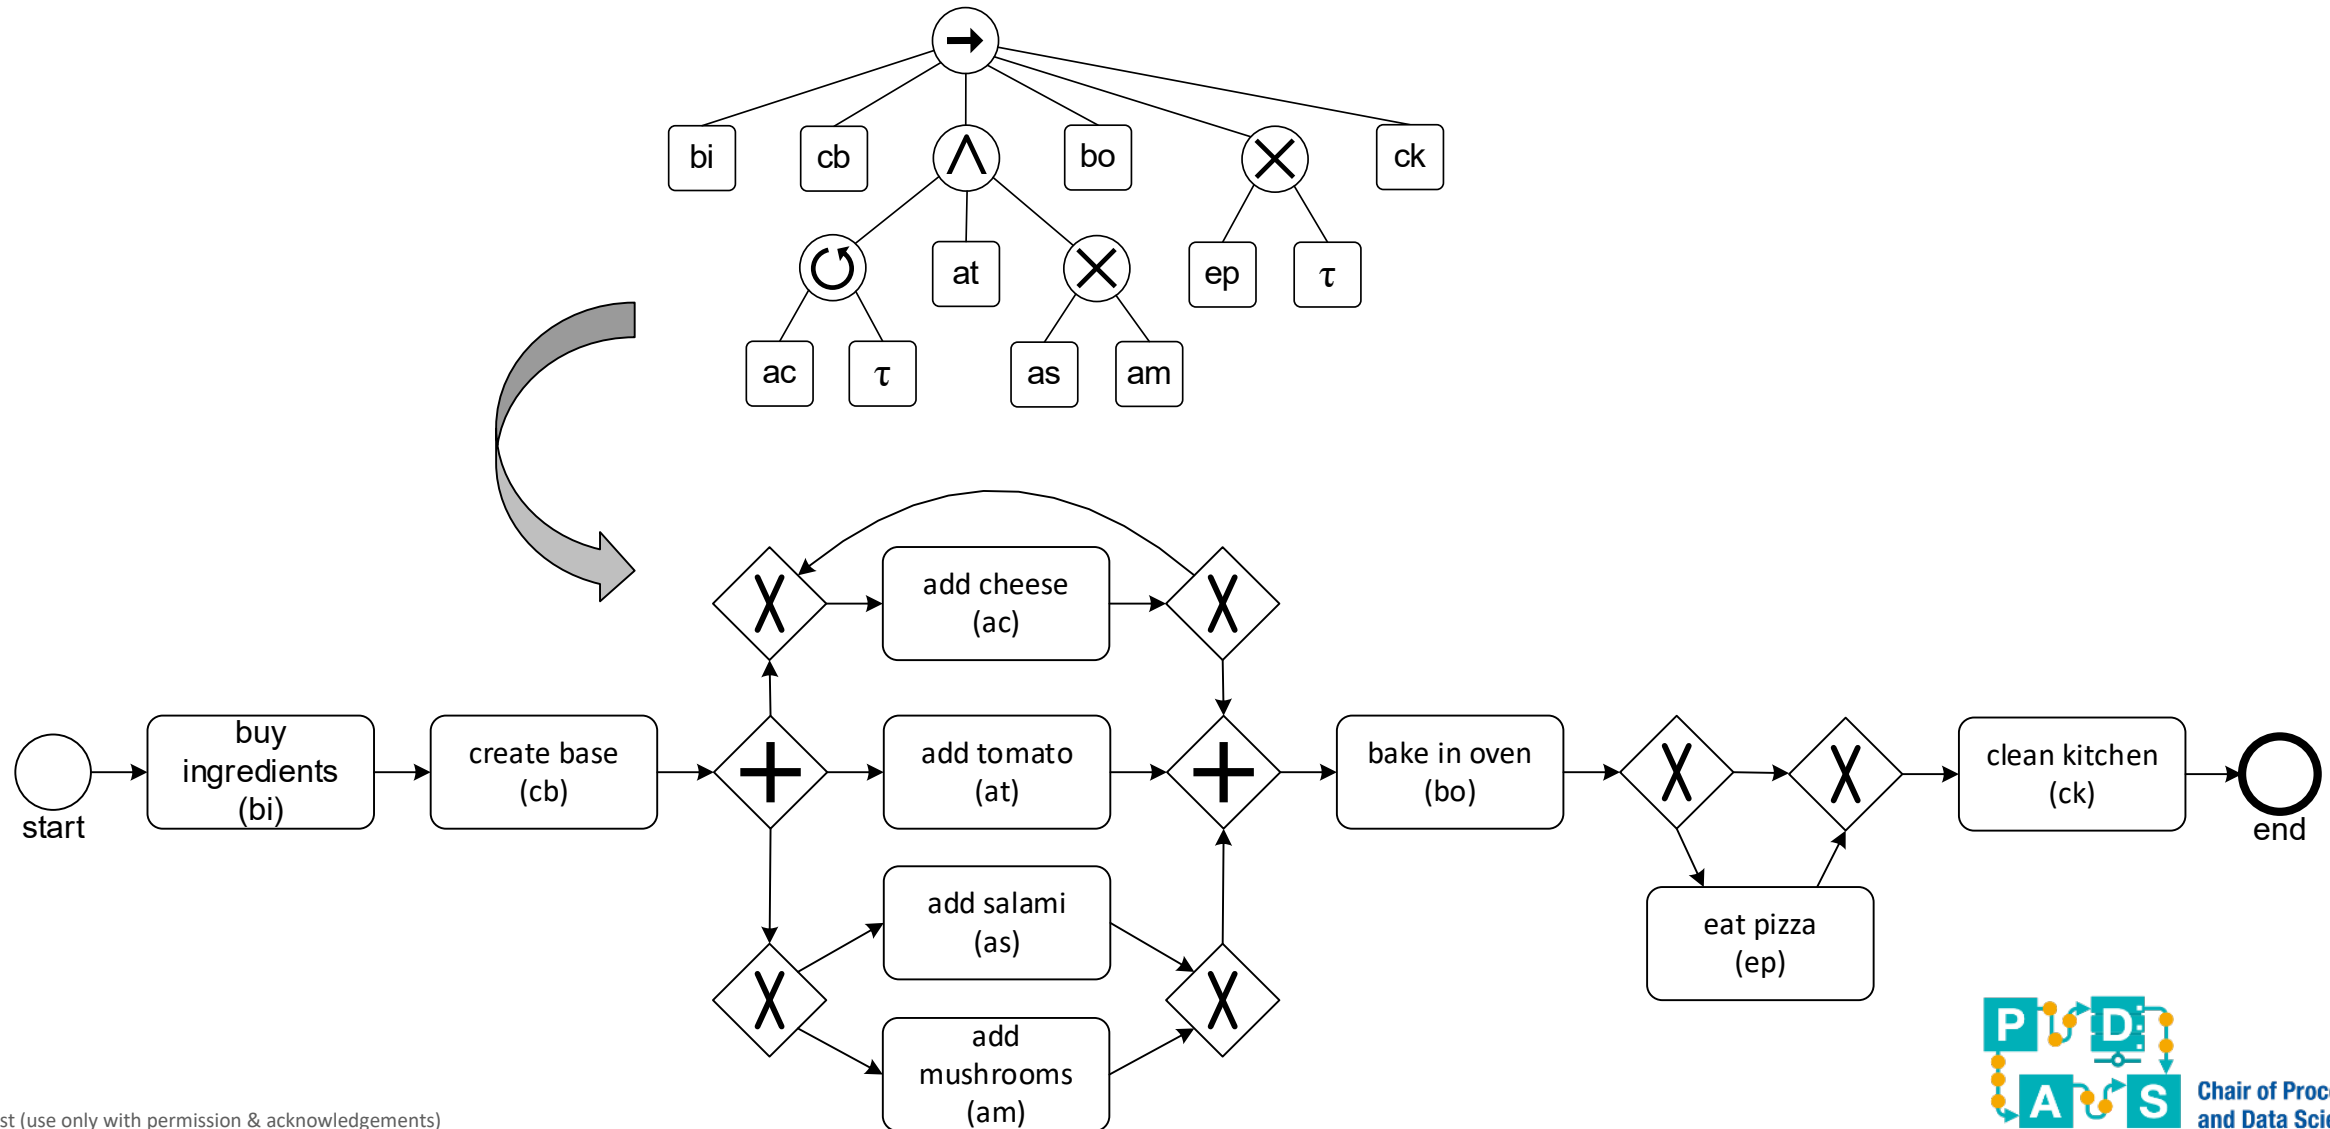 bi
cb
bo
ck
at
ep
τ
ac
τ
as
am
add cheese
(ac)
buy
ingredients
(bi)
create base
(cb)
add tomato
(at)
bake in oven
(bo)
clean kitchen
(ck)
start
end
add salami
(as)
eat pizza
(ep)
add
mushrooms
(am)
P D
A S
Chair of Proce
and Data Scie
st (use only with permission & acknowledgements)